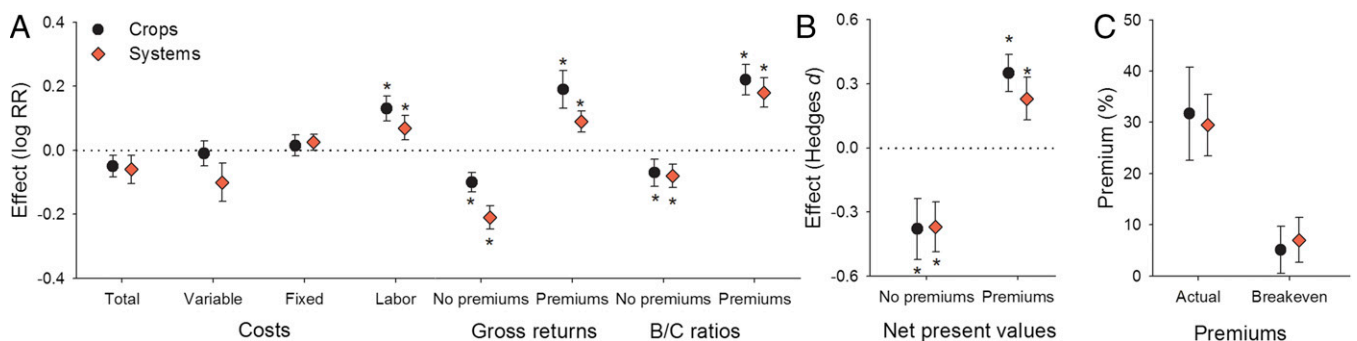 A
Effect (log RR)
0.4
0.2
0.0
-0.2
-0.4
Crops
Systems
*
*
*
*
*
*
*
*
*
*
Total Variable Fixed Labor No premiums Premiums No premiums Premiums
Costs Gross returns B/C ratios
B
Effect (Hedges d)
0.6
0.3
0.0
-0.3
-0.6
*
*
*
*
No premiums Premiums
Net present values
C
Premium (%)
50
40
30
20
10
0
Actual Breakeven
Premiums